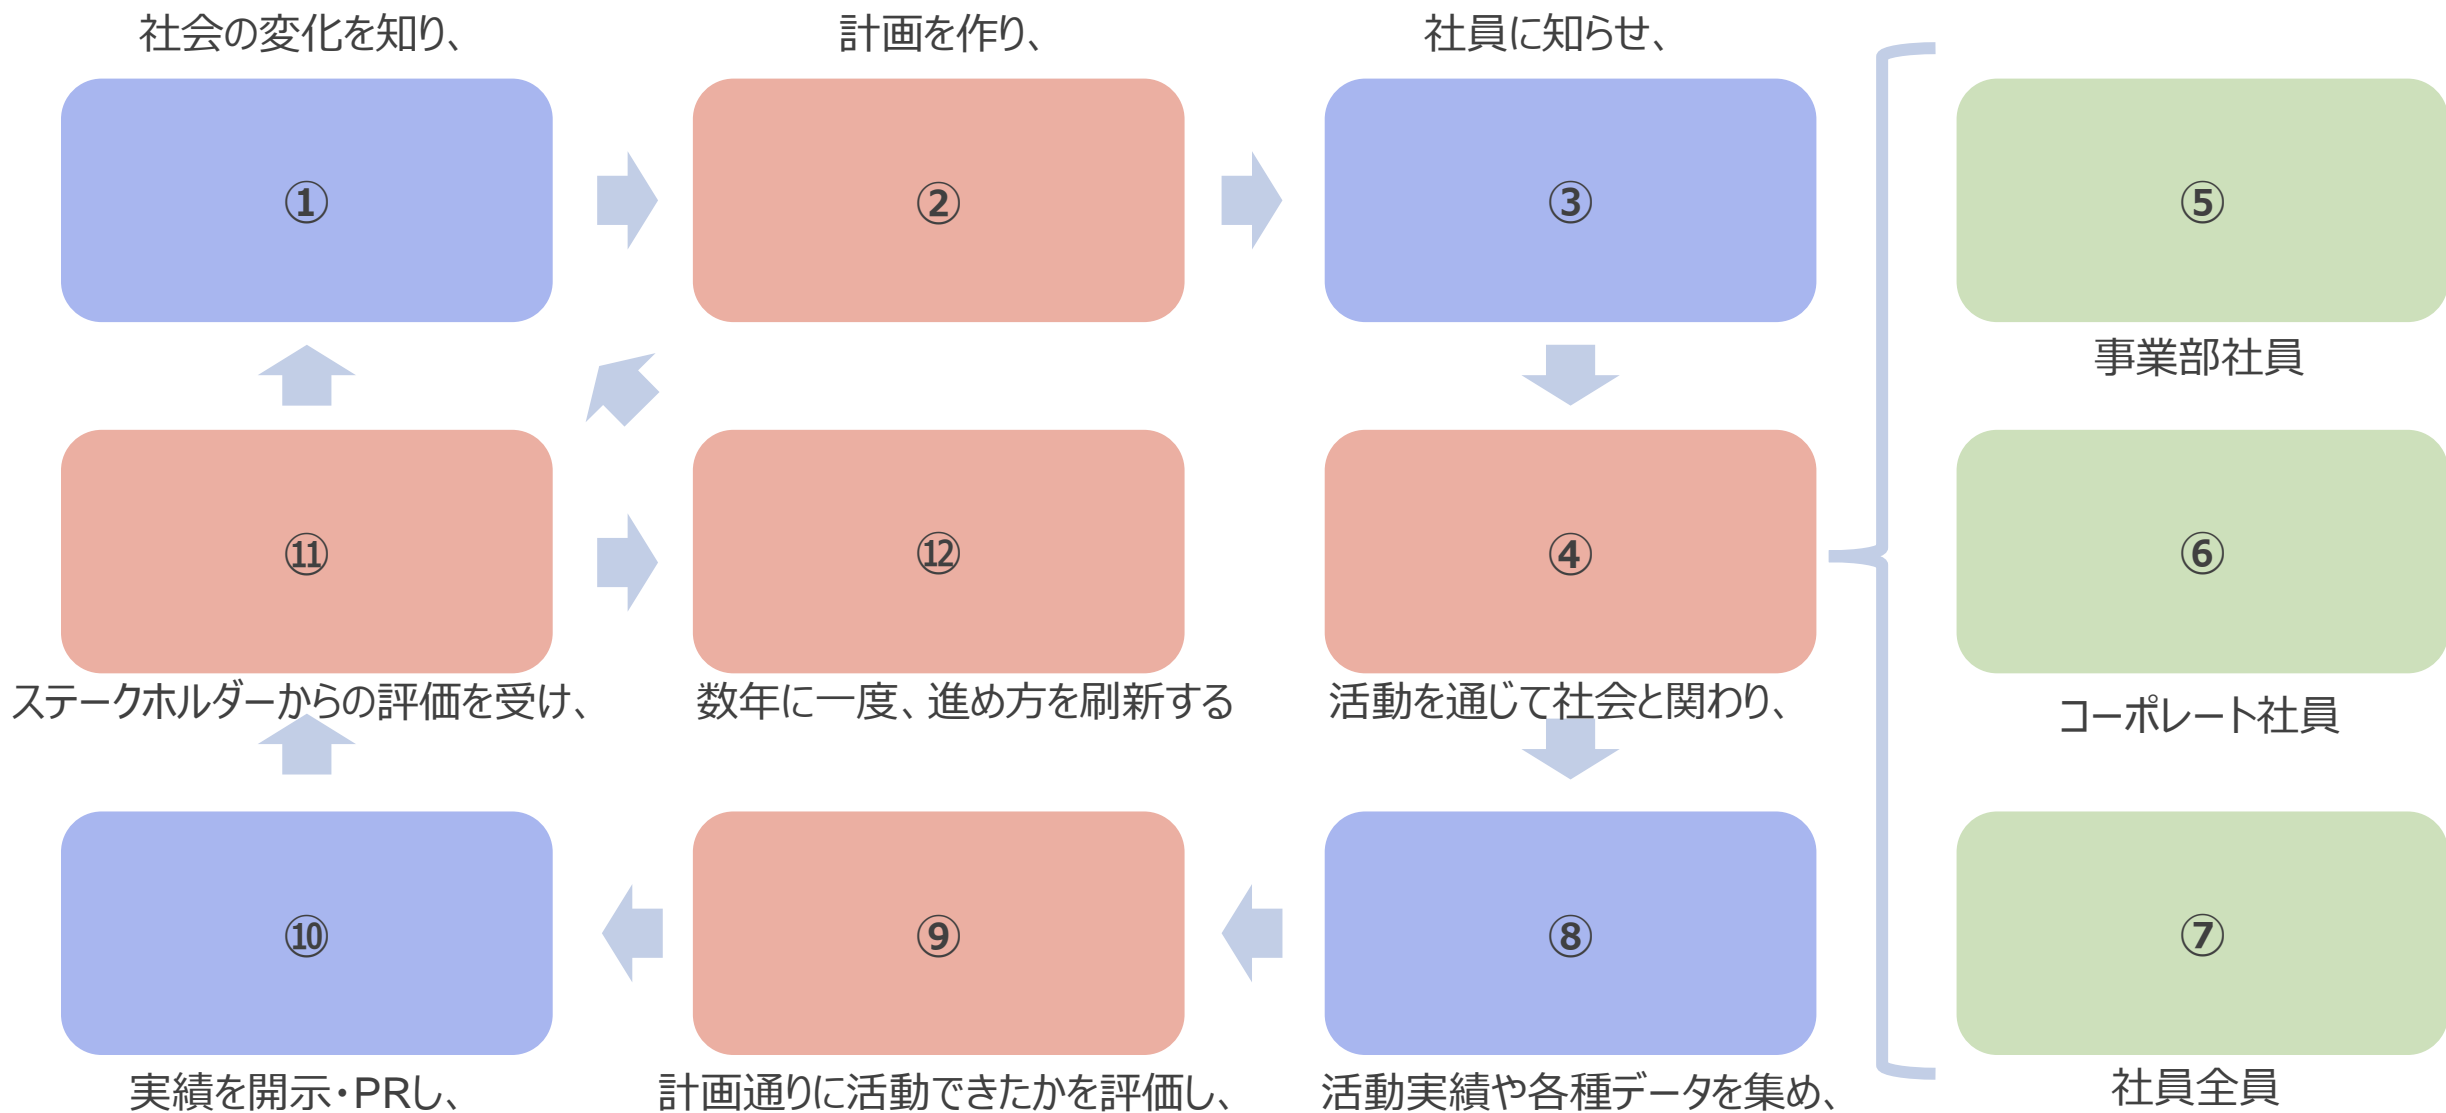 社会の変化を知り、
計画を作り、
社員に知らせ、
①
②
③
⑤
事業部社員
⑪
⑫
④
⑥
ステークホルダーからの評価を受け、
数年に一度、進め方を刷新する
活動を通じて社会と関わり、
コーポレート社員
⑩
⑨
⑧
⑦
実績を開示・PRし、
計画通りに活動できたかを評価し、
活動実績や各種データを集め、
社員全員